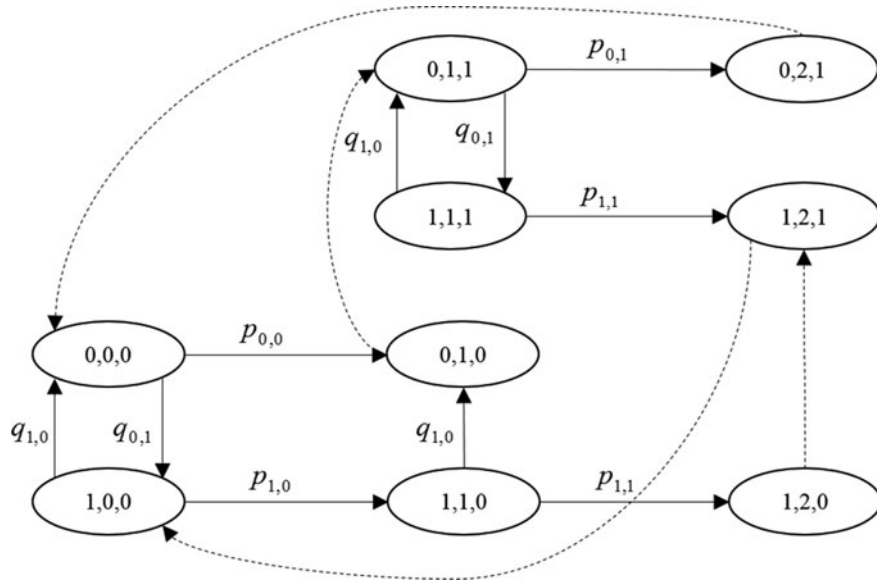 0,1,1 p0,1 0,2,1
q1,0 q0,1
1,1,1 p1,1 1,2,1
0,0,0 p0,0 0,1,0
q1,0 q0,1 q1,0
1,0,0 p1,0 1,1,0 p1,1 1,2,0